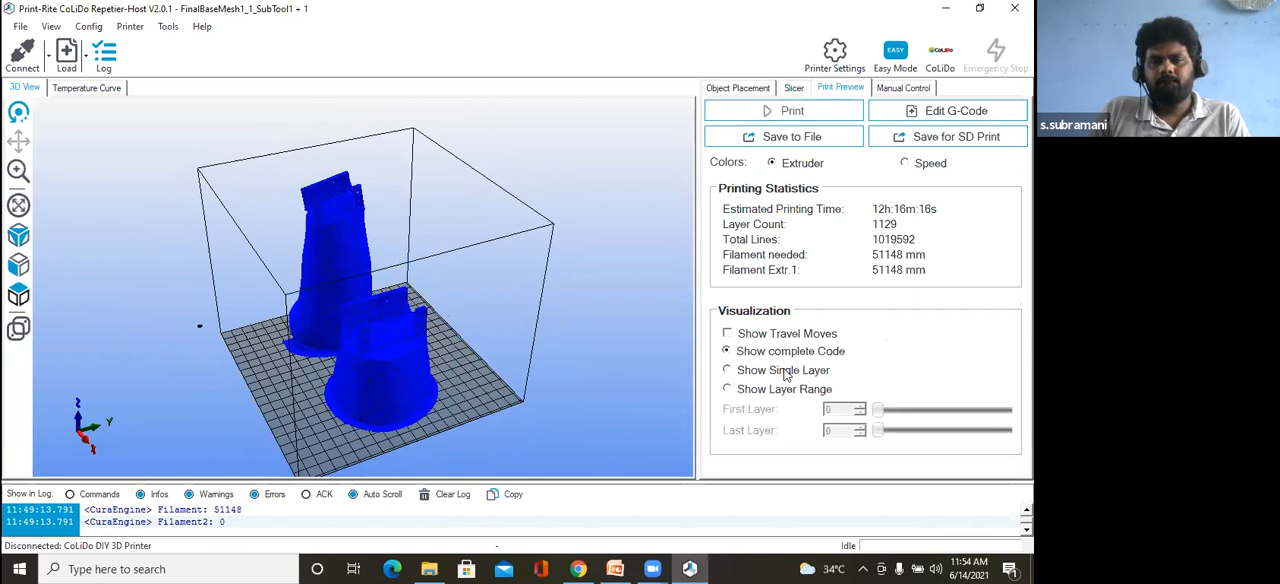 Print-Rite CoLiDo Repetier-Host V2.0.1 - FinalBaseMesh1_1_SubTool1 + 1
File View Config Printer Tools Help
Connect Load Log Printer Settings EASY Easy Mode CoLiDo CoLiDo Emergency Stop
3D View Temperature Curve
Object Placement Slicer Print Preview Manual Control
Print Edit G-Code
Save to File Save for SD Print
Colors: Extruder Speed
Printing Statistics
Estimated Printing Time: 12h:16m:16s
Layer Count: 1129
Total Lines: 1019592
Filament needed: 51148 mm
Filament Extr.1: 51148 mm
Visualization
Show Travel Moves
Show complete Code
Show Single Layer
Show Layer Range
First Layer: 0
Last Layer: 0
Y
Show in Log: Commands Infos Warnings Errors ACK Auto Scroll Clear Log Copy
11:49:13.791 <CuraEngine> Filament: 51148
11:49:13.791 <CuraEngine> Filament2: 0
Disconnected: CoLiDo DIY 3D Printer - Idle
Type here to search
34°C
11:54 AM
6/14/2021
1
s.subramani